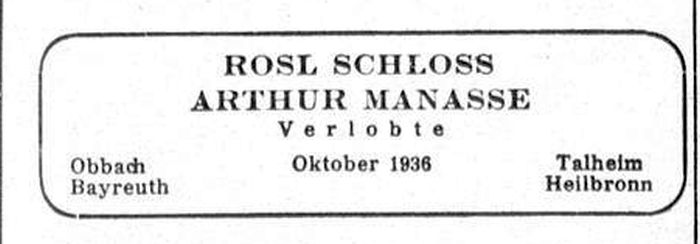 ROSL SCHLOSS
ARTHUR MANASSE
Verlobte
Obbach Oktober 1936 Talheim
Bayreuth Heilbronn